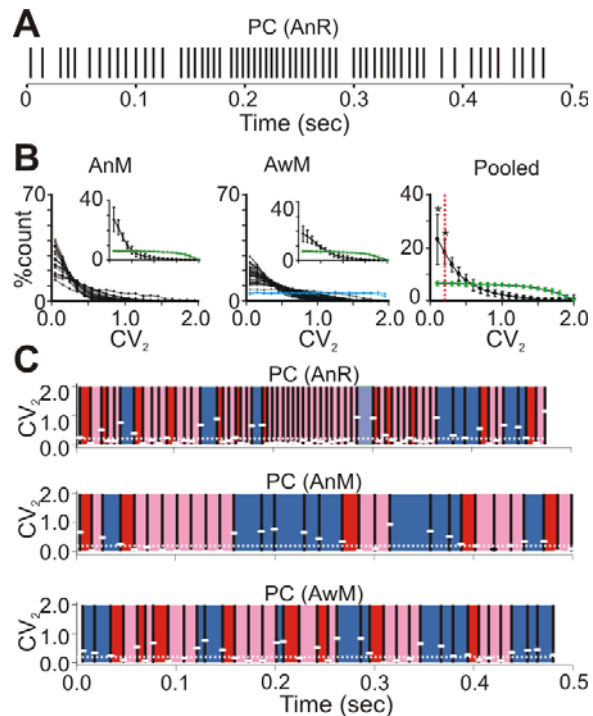 A
PC (AnR)
0 0.1 0.2 0.3 0.4 0.5
Time (sec)
B
AnM AwM Pooled
%count
70 0
40 0
0.0 1.0 2.0
CV2
70 0
40 0
0.0 1.0 2.0
CV2
40 20 0
* *
0.0 1.0 2.0
CV2
C
PC (AnR)
CV2
2.0 1.0 0.0
PC (AnM)
CV2
2.0 1.0 0.0
PC (AwM)
CV2
2.0 1.0 0.0
0.0 0.1 0.2 0.3 0.4 0.5
Time (sec)